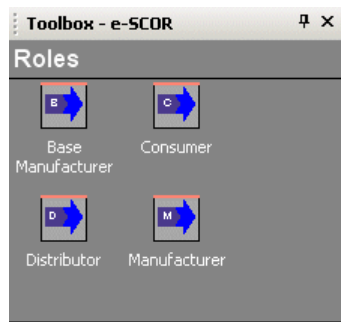 Toolbox - e-SCOR
Roles
B
C
Base
Manufacturer
Consumer
D
M
Distributor
Manufacturer